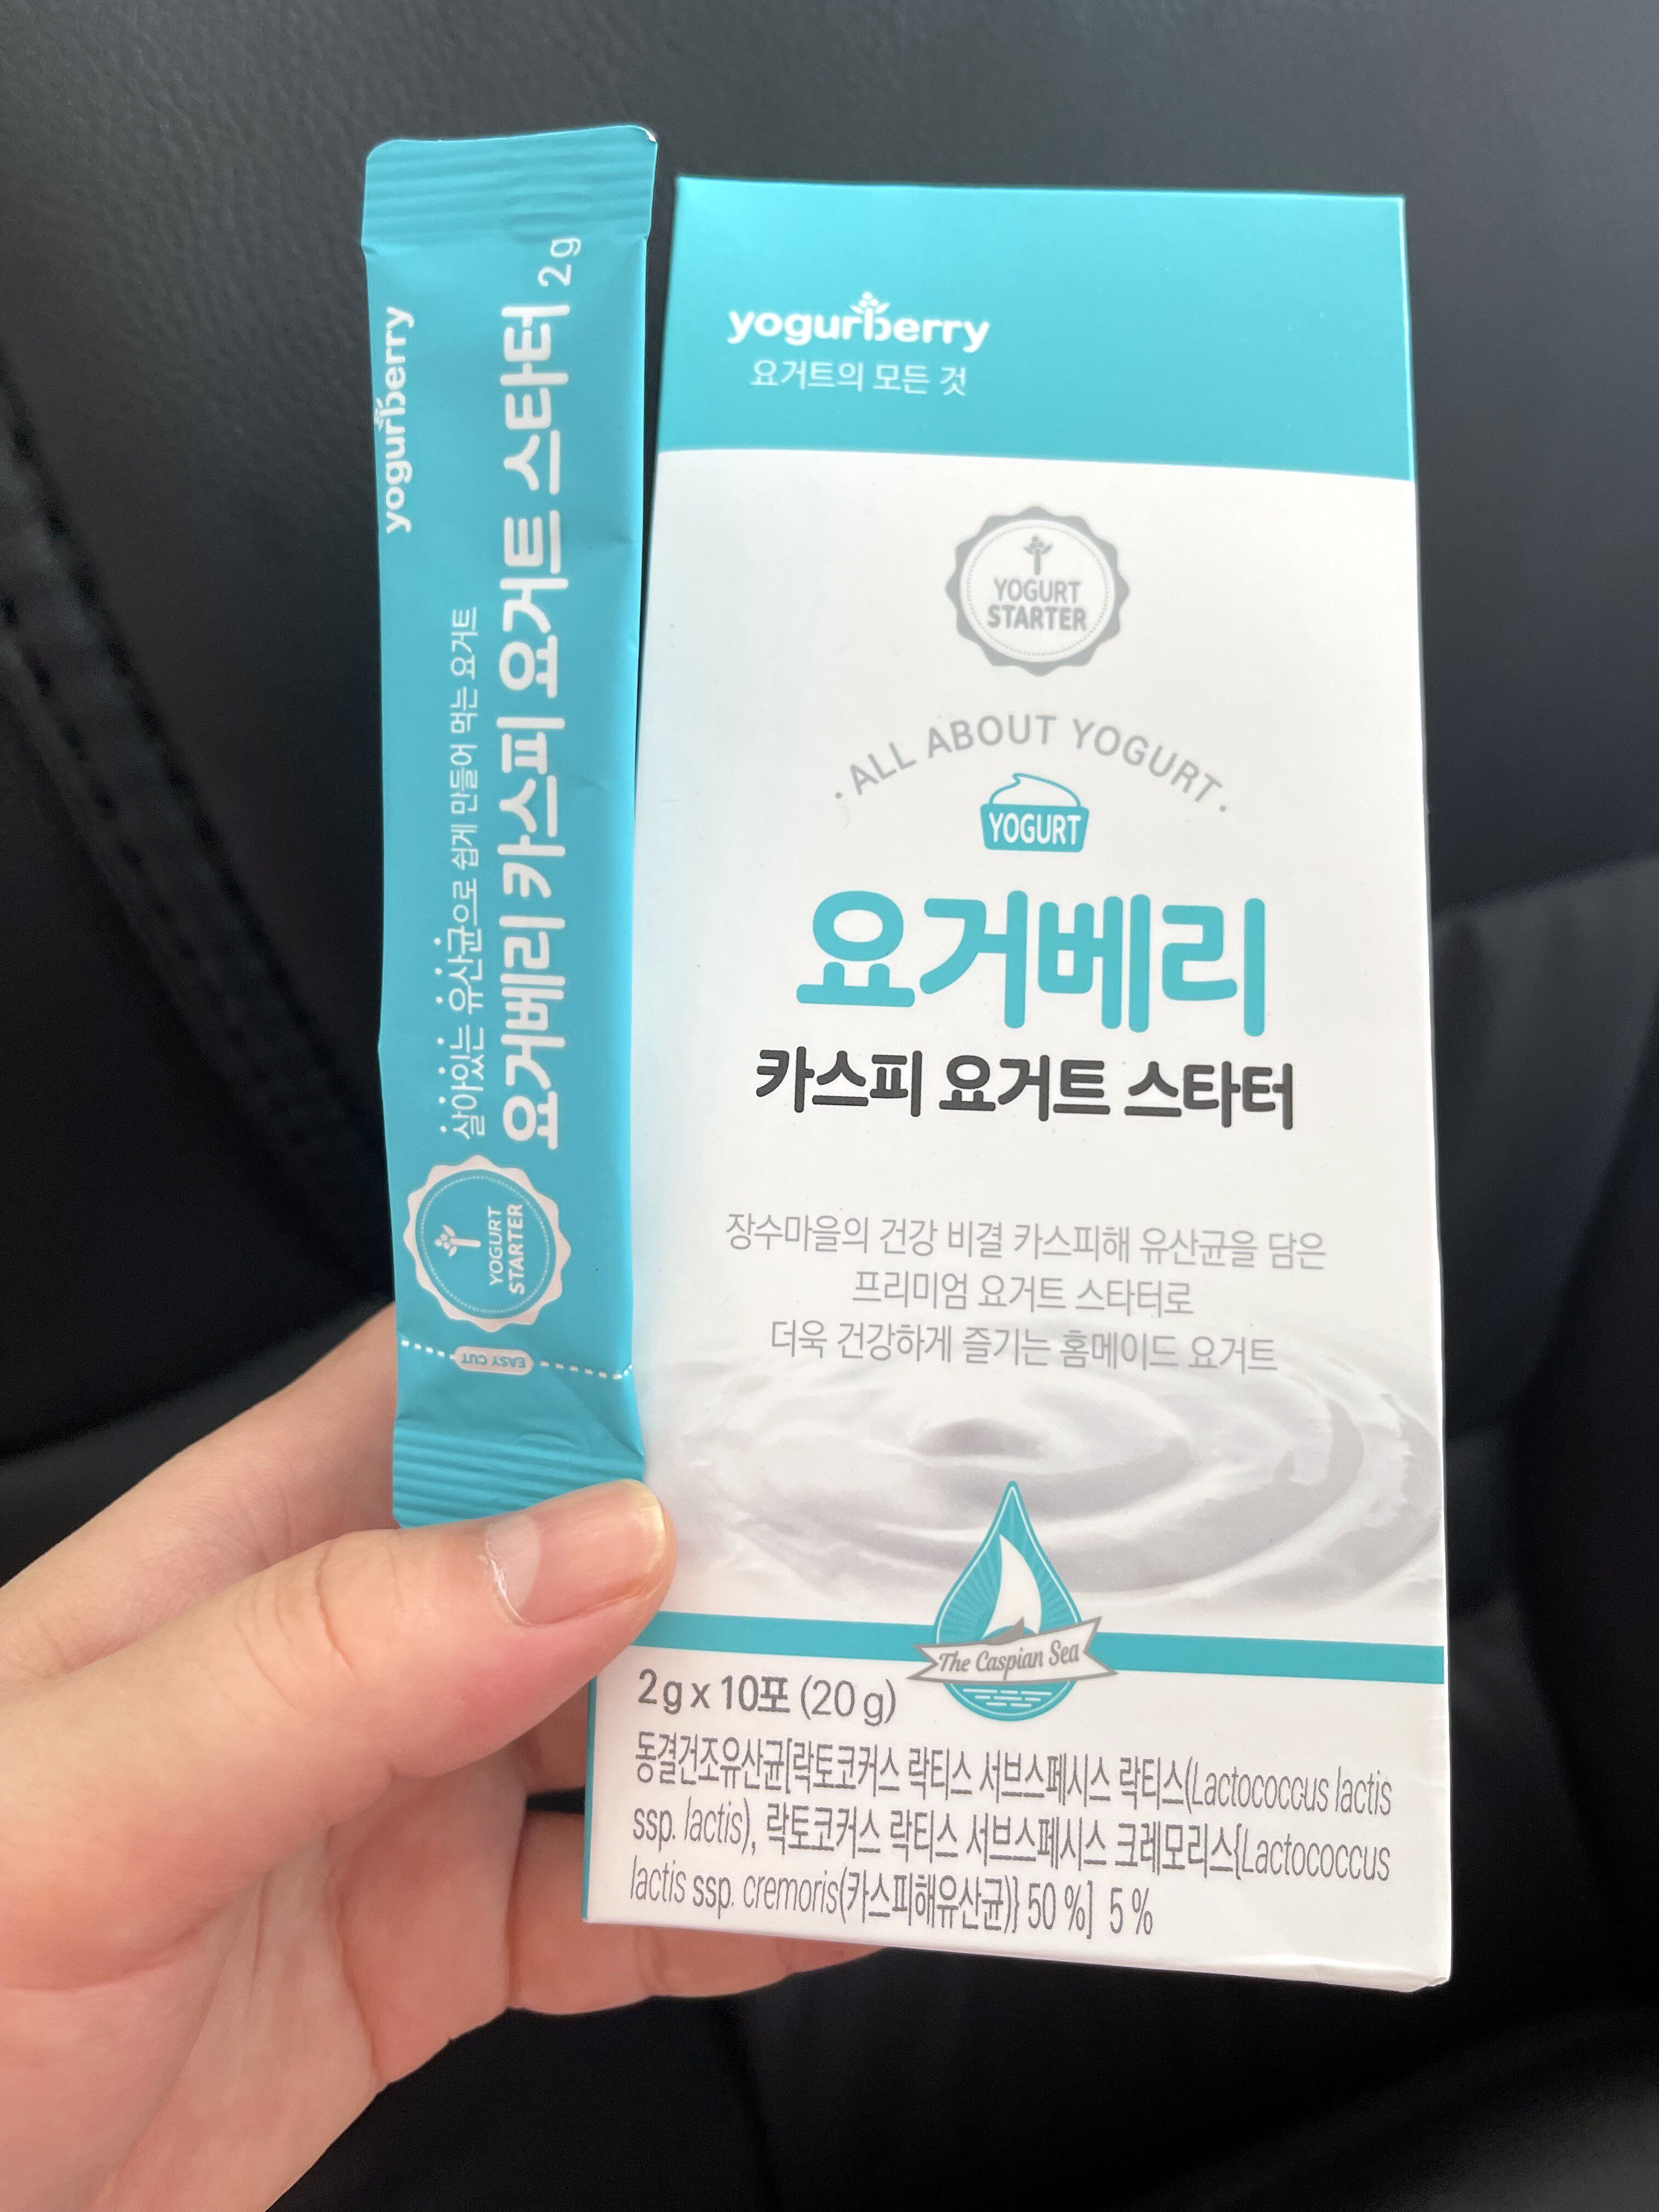 yogurberry
살아있는 유산균으로 쉽게 만들어 먹는 요거트
요거베리 카스피 요거트 스타터 2g
YOGURT
STARTER
EASY CUT
yogurberry
요거트의 모든 것
YOGURT
STARTER
· ALL ABOUT YOGURT ·
YOGURT
요거베리
카스피 요거트 스타터
장수마을의 건강 비결 카스피해 유산균을 담은
프리미엄 요거트 스타터로
더욱 건강하게 즐기는 홈메이드 요거트
The Caspian Sea
2g x 10포 (20 g)
동결건조유산균[락토코커스 락티스 서브스페시스 락티스(Lactococcus lactis
ssp. lactis), 락토코커스 락티스 서브스페시스 크레모리스{Lactococcus
lactis ssp. cremoris(카스피해유산균)} 50 %] 5 %